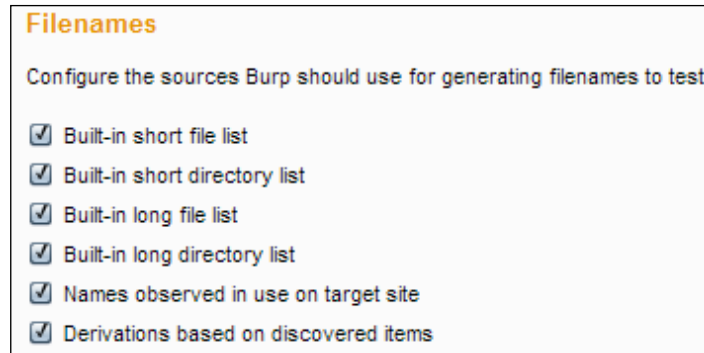 Filenames
Configure the sources Burp should use for generating filenames to test
Built-in short file list
Built-in short directory list
Built-in long file list
Built-in long directory list
Names observed in use on target site
Derivations based on discovered items